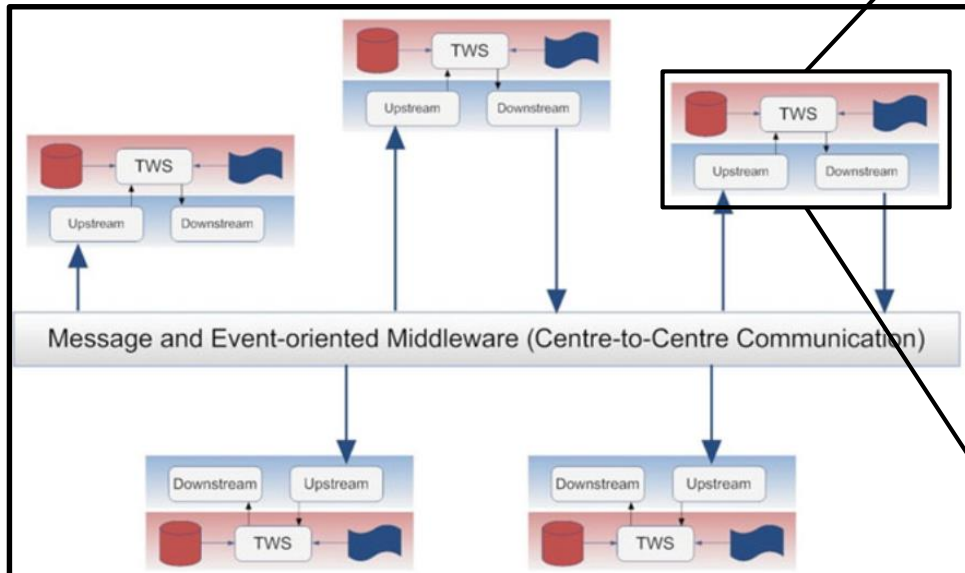 TWS
Upstream
Downstream
TWS
Upstream
Downstream
TWS
Upstream
Downstream
Message and Event-oriented Middleware (Centre-to-Centre Communication)
Downstream
Upstream
TWS
Downstream
Upstream
TWS